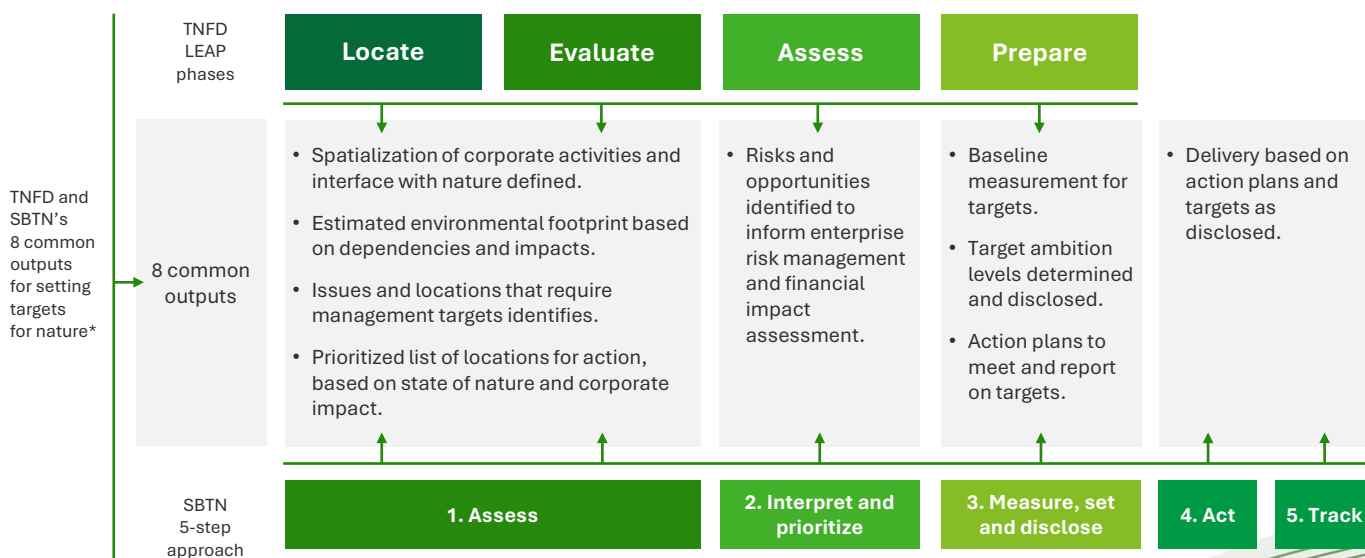 TNFD
LEAP
phases
Locate
Evaluate
Assess
Prepare
TNFD and
SBTN's
8 common
outputs
for setting
targets
for nature*
8 common
outputs
• Spatialization of corporate activities and
interface with nature defined.
• Estimated environmental footprint based
on dependencies and impacts.
• Issues and locations that require
management targets identifies.
• Prioritized list of locations for action,
based on state of nature and corporate
impact.
• Risks and
opportunities
identified to
inform enterprise
risk management
and financial
impact
assessment.
• Baseline
measurement for
targets.
• Target ambition
levels determined
and disclosed.
• Action plans to
meet and report
on targets.
• Delivery based on
action plans and
targets as
disclosed.
SBTN
5-step
approach
1. Assess
2. Interpret and
prioritize
3. Measure, set
and disclose
4. Act
5. Track